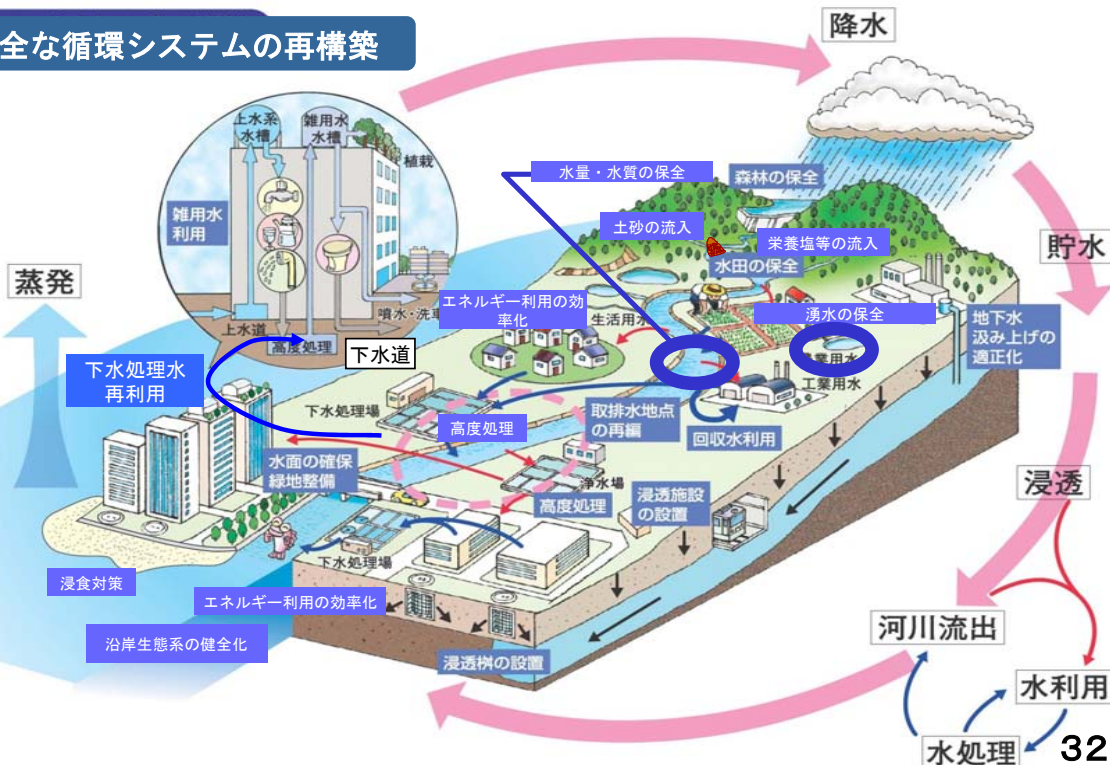 全な循環システムの再構築
降水
上水系
水槽
雑用水
水槽
植栽
雑用水
利用
水量・水質の保全
森林の保全
土砂の流入
栄養塩等の流入
水田の保全
貯水
蒸発
エネルギー利用の効
率化
生活用水
噴水・洗車
上水道
高度処理
下水道
湧水の保全
地下水
汲み上げの
適正化
業用水
工業用水
下水処理水
再利用
下水処理場
高度処理
取排水地点
の再編
回収水利用
水面の確保
緑地整備
浄水場
高度処理
浸透施設
の設置
浸透
下水処理場
浸食対策
エネルギー利用の効率化
沿岸生態系の健全化
浸透桝の設置
河川流出
水利用
水処理
32